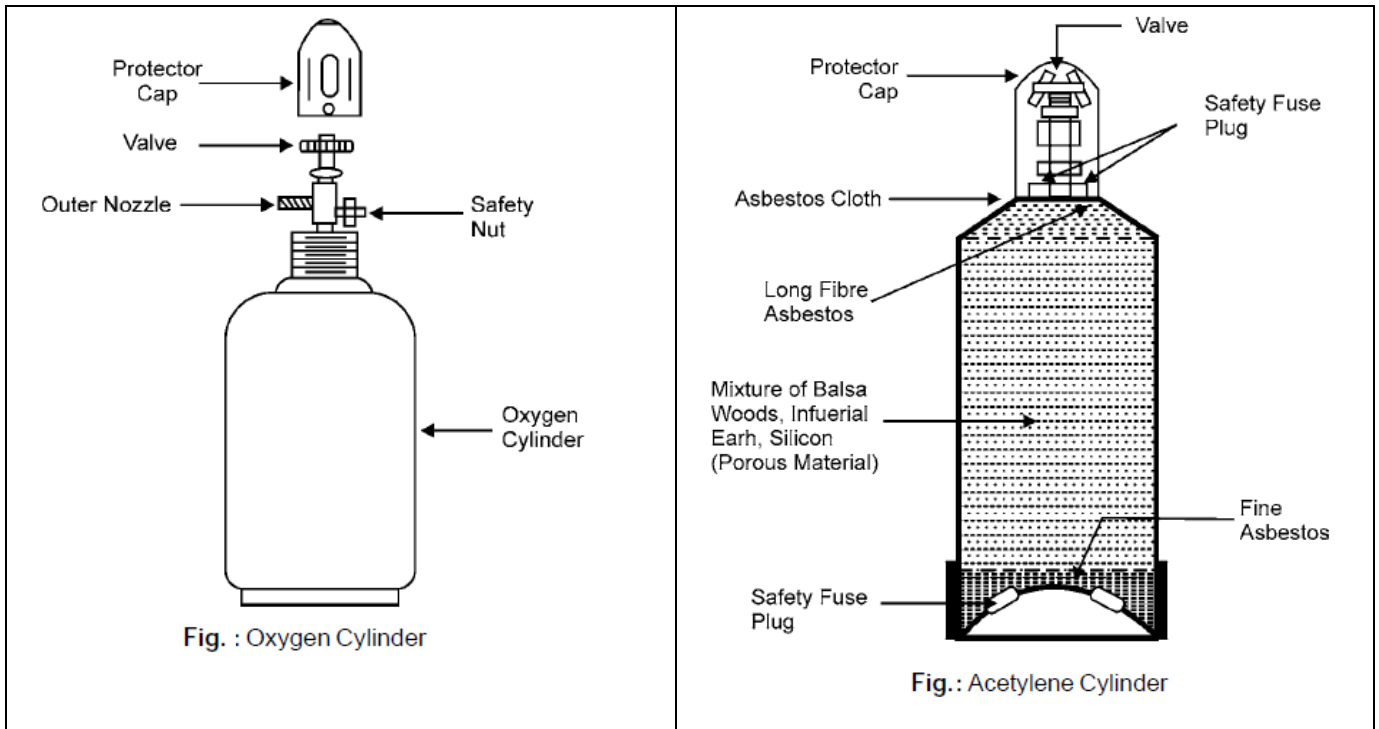 Protector
Cap
Valve
Outer Nozzle
Safety
Nut
Oxygen
Cylinder
Fig. : Oxygen Cylinder
Valve
Protector
Cap
Safety Fuse
Plug
Asbestos Cloth
Long Fibre
Asbestos
Mixture of Balsa
Woods, Infuerial
Earh, Silicon
(Porous Material)
Fine
Asbestos
Safety Fuse
Plug
Fig.: Acetylene Cylinder